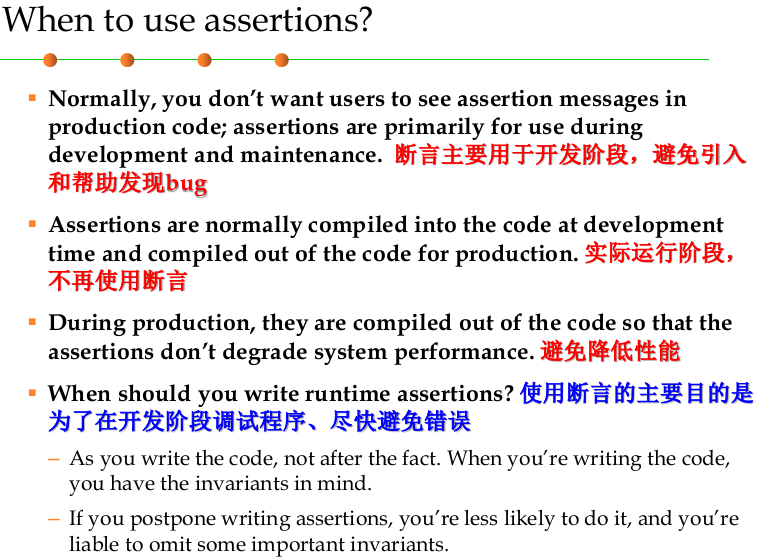 When to use assertions?
Normally, you don't want users to see assertion messages in
production code; assertions are primarily for use during
development and maintenance. 断言主要用于开发阶段，避免引入
和帮助发现bug
Assertions are normally compiled into the code at development
time and compiled out of the code for production. 实际运行阶段，
不再使用断言
During production, they are compiled out of the code so that the
assertions don't degrade system performance. 避免降低性能
When should you write runtime assertions? 使用断言的主要目的是
为了在开发阶段调试程序、尽快避免错误
– As you write the code, not after the fact. When you're writing the code,
you have the invariants in mind.
– If you postpone writing assertions, you're less likely to do it, and you're
liable to omit some important invariants.